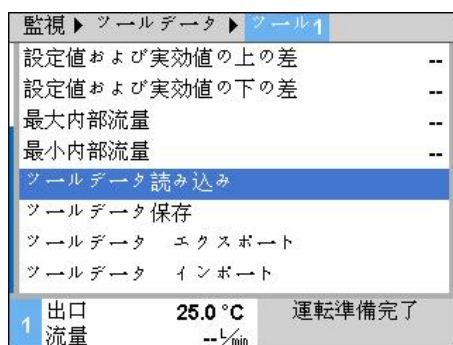 監視 ▶ ツールデータ ▶ ツール1
設定値および実効値の上の差 --
設定値および実効値の下の差 --
最大内部流量 --
最小内部流量 --
ツールデータ読み込み
ツールデータ保存
ツールデータ エクスポート
ツールデータ インポート
1 出口 25.0 °C 運転準備完了
流量 -- L/min